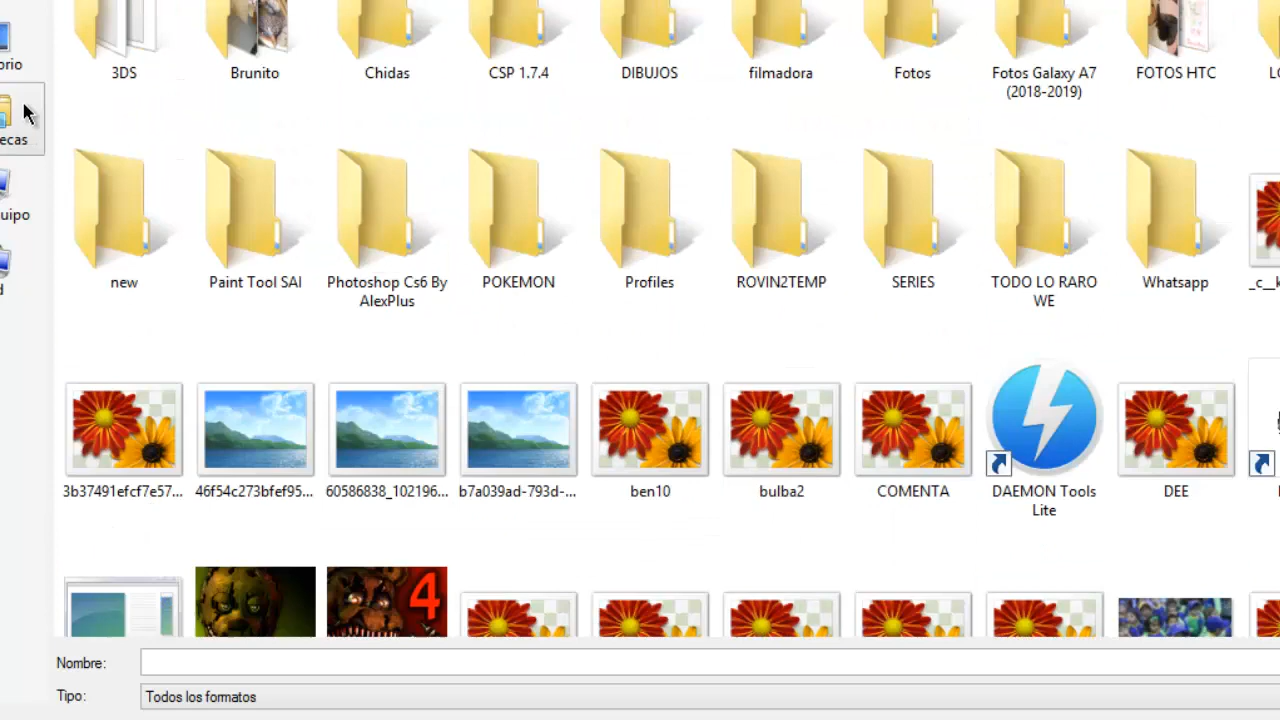 3DS
Brunito
Chidas
CSP 1.7.4
DIBUJOS
filmadora
Fotos
Fotos Galaxy A7
(2018-2019)
FOTOS HTC
orio
ecas
uipo
d
new
Paint Tool SAI
Photoshop Cs6 By
AlexPlus
POKEMON
Profiles
ROVIN2TEMP
SERIES
TODO LO RARO
WE
Whatsapp
_c__k
3b37491efcf7e57...
46f54c273bfef95...
60586838_102196...
b7a039ad-793d-...
ben10
bulba2
COMENTA
DAEMON Tools
Lite
DEE
4
Nombre:
Tipo:
Todos los formatos